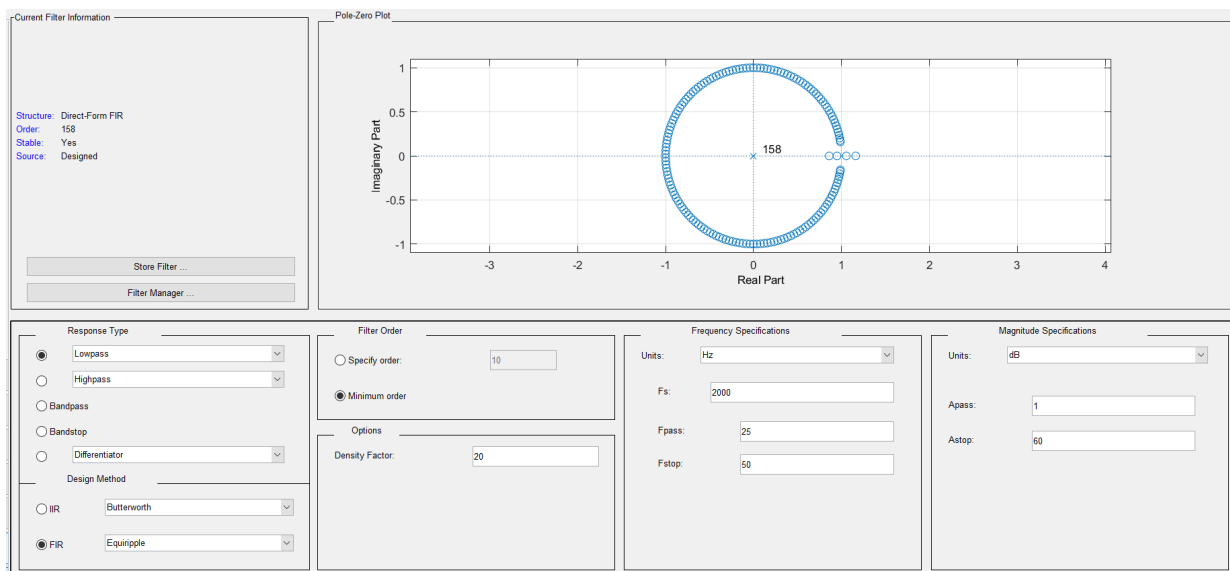 Current Filter Information
Structure: Direct-Form FIR
Order: 158
Stable: Yes
Source: Designed
Store Filter ...
Filter Manager ...
Pole-Zero Plot
Imaginary Part
1
0.5
0
-0.5
-1
158
-3 -2 -1 0 1 2 3 4
Real Part
Response Type
Lowpass
Highpass
Bandpass
Bandstop
Differentiator
Design Method
IIR Butterworth
FIR Equiripple
Filter Order
Specify order: 10
Minimum order
Options
Density Factor: 20
Frequency Specifications
Units: Hz
Fs: 2000
Fpass: 25
Fstop: 50
Magnitude Specifications
Units: dB
Apass: 1
Astop: 60